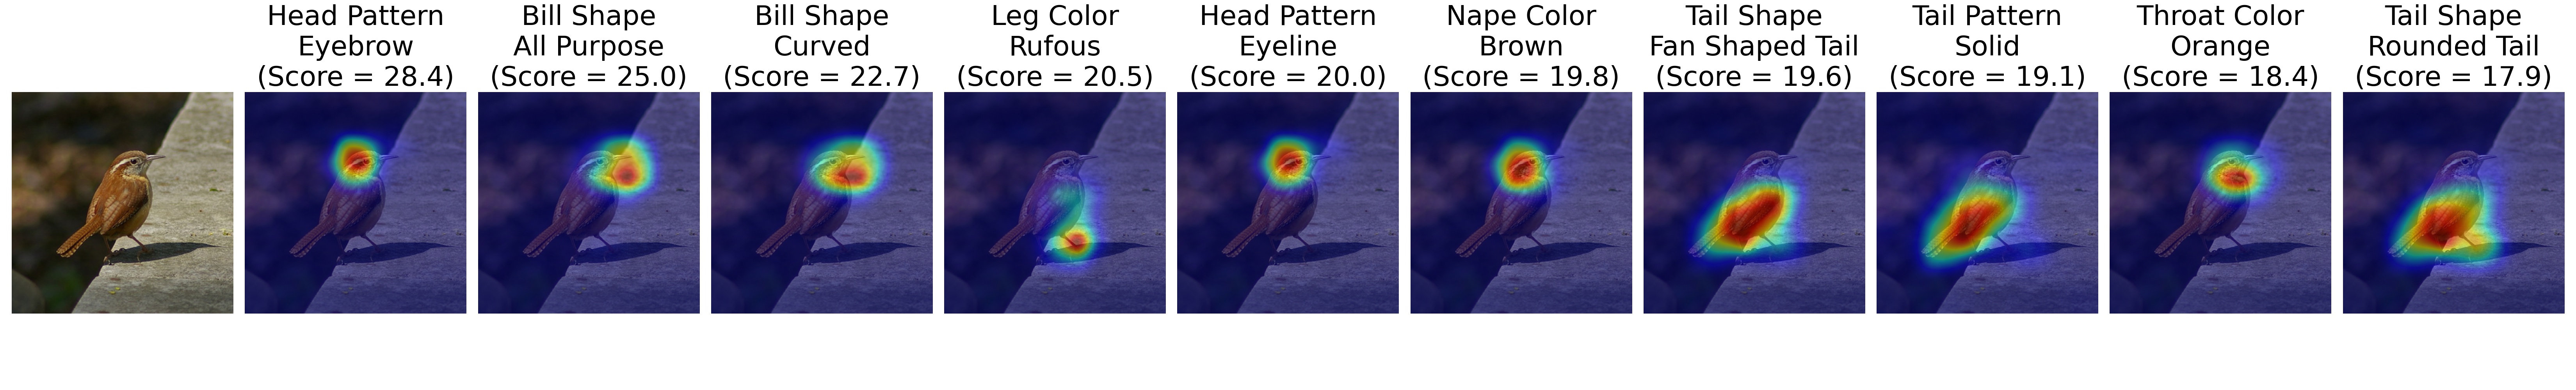 Head Pattern
Eyebrow
(Score = 28.4)
Bill Shape
All Purpose
(Score = 25.0)
Bill Shape
Curved
(Score = 22.7)
Leg Color
Rufous
(Score = 20.5)
Head Pattern
Eyeline
(Score = 20.0)
Nape Color
Brown
(Score = 19.8)
Tail Shape
Fan Shaped Tail
(Score = 19.6)
Tail Pattern
Solid
(Score = 19.1)
Throat Color
Orange
(Score = 18.4)
Tail Shape
Rounded Tail
(Score = 17.9)